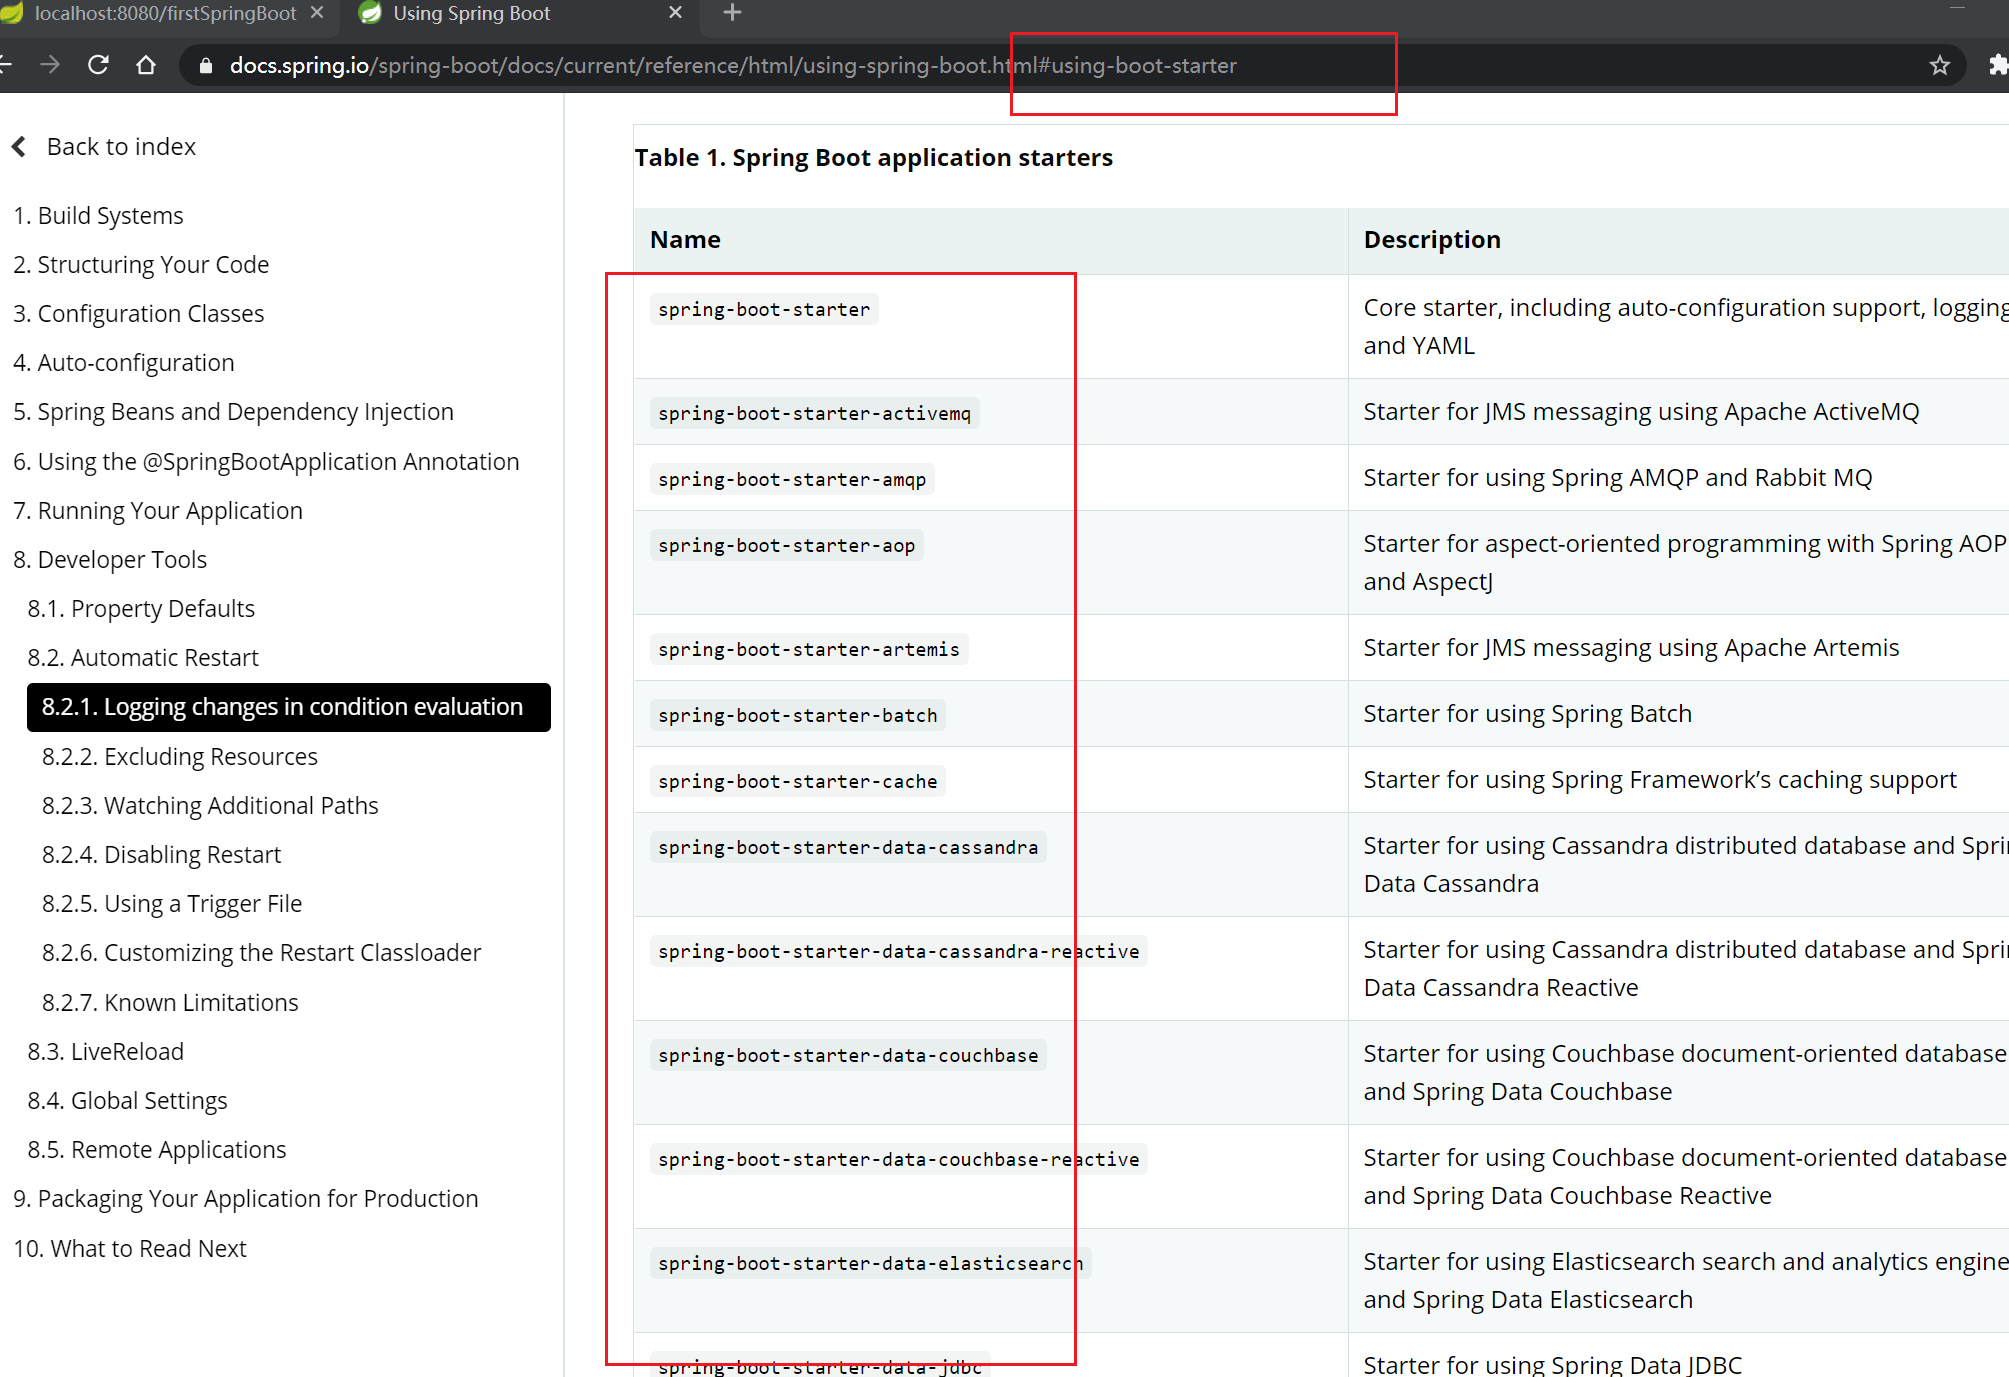 localhost:8080/firstSpringBoot
Using Spring Boot
docs.spring.io/spring-boot/docs/current/reference/html/using-spring-boot.html#using-boot-starter
Back to index
1. Build Systems
2. Structuring Your Code
3. Configuration Classes
4. Auto-configuration
5. Spring Beans and Dependency Injection
6. Using the @SpringBootApplication Annotation
7. Running Your Application
8. Developer Tools
8.1. Property Defaults
8.2. Automatic Restart
8.2.1. Logging changes in condition evaluation
8.2.2. Excluding Resources
8.2.3. Watching Additional Paths
8.2.4. Disabling Restart
8.2.5. Using a Trigger File
8.2.6. Customizing the Restart Classloader
8.2.7. Known Limitations
8.3. LiveReload
8.4. Global Settings
8.5. Remote Applications
9. Packaging Your Application for Production
10. What to Read Next
Table 1. Spring Boot application starters
Name
Description
spring-boot-starter
Core starter, including auto-configuration support, logging
and YAML
spring-boot-starter-activemq
Starter for JMS messaging using Apache ActiveMQ
spring-boot-starter-amqp
Starter for using Spring AMQP and Rabbit MQ
spring-boot-starter-aop
Starter for aspect-oriented programming with Spring AOP
and AspectJ
spring-boot-starter-artemis
Starter for JMS messaging using Apache Artemis
spring-boot-starter-batch
Starter for using Spring Batch
spring-boot-starter-cache
Starter for using Spring Framework’s caching support
spring-boot-starter-data-cassandra
Starter for using Cassandra distributed database and Spri
Data Cassandra
spring-boot-starter-data-cassandra-reactive
Starter for using Cassandra distributed database and Spri
Data Cassandra Reactive
spring-boot-starter-data-couchbase
Starter for using Couchbase document-oriented database
and Spring Data Couchbase
spring-boot-starter-data-couchbase-reactive
Starter for using Couchbase document-oriented database
and Spring Data Couchbase Reactive
spring-boot-starter-data-elasticsearch
Starter for using Elasticsearch search and analytics engine
and Spring Data Elasticsearch
spring-boot-starter-data-jdbc
Starter for using Spring Data JDBC